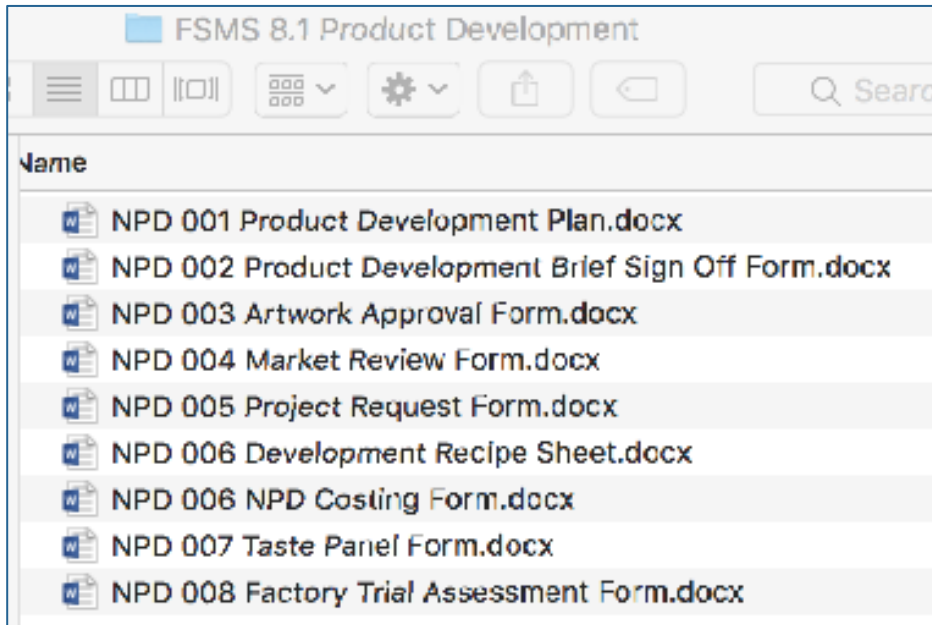 FSMS 8.1 Product Development
Searc
Name
NPD 001 Product Development Plan.docx
NPD 002 Product Development Brief Sign Off Form.docx
NPD 003 Artwork Approval Form.docx
NPD 004 Market Review Form.docx
NPD 005 Project Request Form.docx
NPD 006 Development Recipe Sheet.docx
NPD 006 NPD Costing Form.docx
NPD 007 Taste Panel Form.docx
NPD 008 Factory Trial Assessment Form.docx